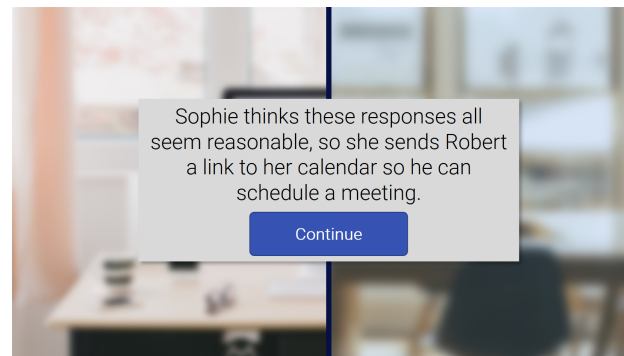 Sophie thinks these responses all
seem reasonable, so she sends Robert
a link to her calendar so he can
schedule a meeting.
Continue